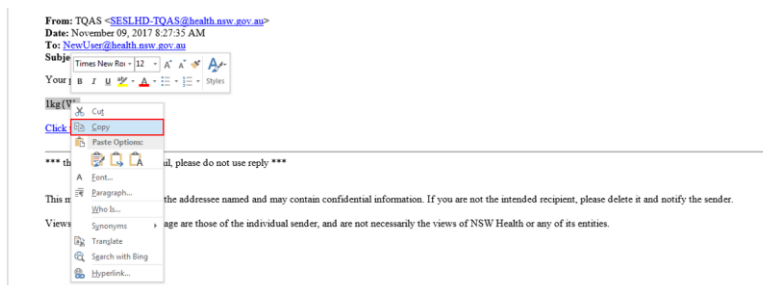 From: TQAS <SESLHD-TQAS@health.nsw.gov.au>
Date: November 09, 2017 8:27:35 AM
To: NewUser@health.nsw.gov.au
Subje
Times New Ro 12
Your
B I U A Styles
1kg{W
Cut
Click
Copy
Paste Options:
*** th il, please do not use reply ***
Font...
Paragraph...
This m the addressee named and may contain confidential information. If you are not the intended recipient, please delete it and notify the sender.
Who Is...
Views age are those of the individual sender, and are not necessarily the views of NSW Health or any of its entities.
Synonyms
Translate
Search with Bing
Hyperlink...